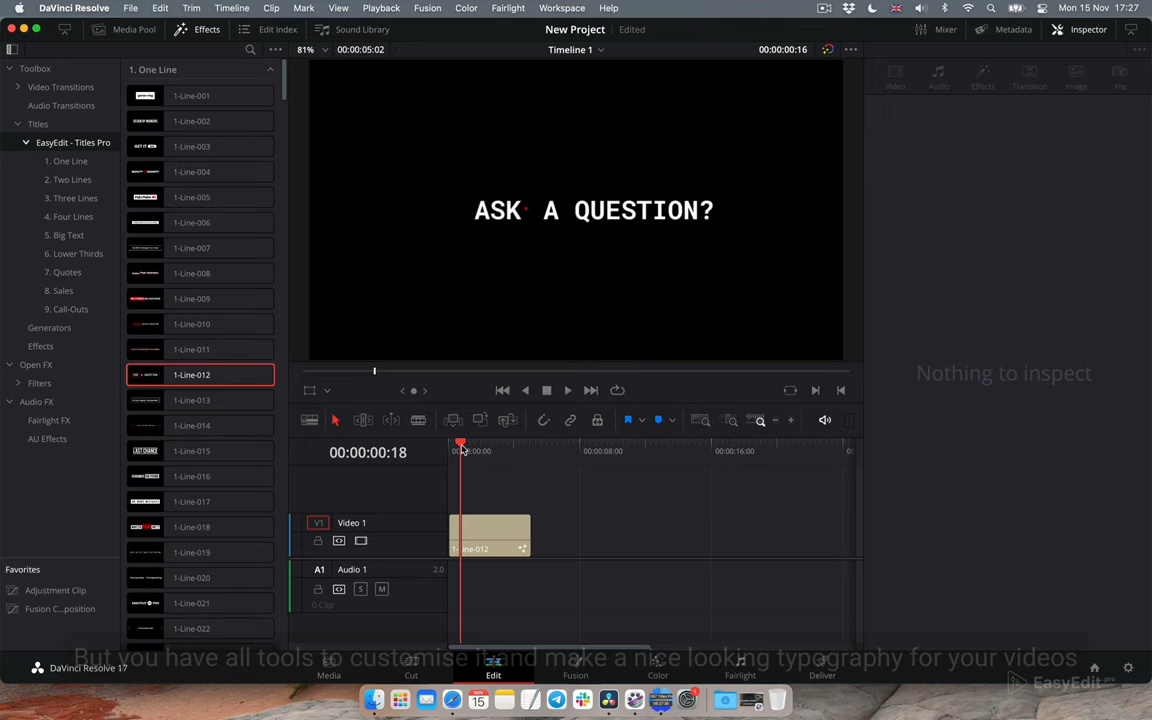 DaVinci Resolve File Edit Trim Timeline Clip Mark View Playback Fusion Color Fairlight Workspace Help
Mon 15 Nov 17:27
Media Pool Effects Edit Index Sound Library
New Project Edited
Mixer Metadata Inspector
81% 00:00:05:02
Timeline 1
00:00:00:16
Toolbox
Video Transitions
Audio Transitions
Titles
EasyEdit - Titles Pro
1. One Line
2. Two Lines
3. Three Lines
4. Four Lines
5. Big Text
6. Lower Thirds
7. Quotes
8. Sales
9. Call-Outs
Generators
Effects
Open FX
Filters
Audio FX
Fairlight FX
AU Effects
Favorites
Adjustment Clip
Fusion C...position
1. One Line
1-Line-001
1-Line-002
1-Line-003
1-Line-004
1-Line-005
1-Line-006
1-Line-007
1-Line-008
1-Line-009
1-Line-010
1-Line-011
1-Line-012
1-Line-013
1-Line-014
1-Line-015
1-Line-016
1-Line-017
1-Line-018
1-Line-019
1-Line-020
1-Line-021
1-Line-022
ASK A QUESTION?
Video Audio Effects Transition Image File
Nothing to inspect
00:00:00:18
00:00:08:00
00:00:16:00
V1 Video 1
1-Line-012
A1 Audio 1 2.0
S M
0 Clip
But you have all tools to customise it and make a nice looking typography for your videos
DaVinci Resolve 17
Media Cut Edit Fusion Color Fairlight Deliver
EasyEdit.pro